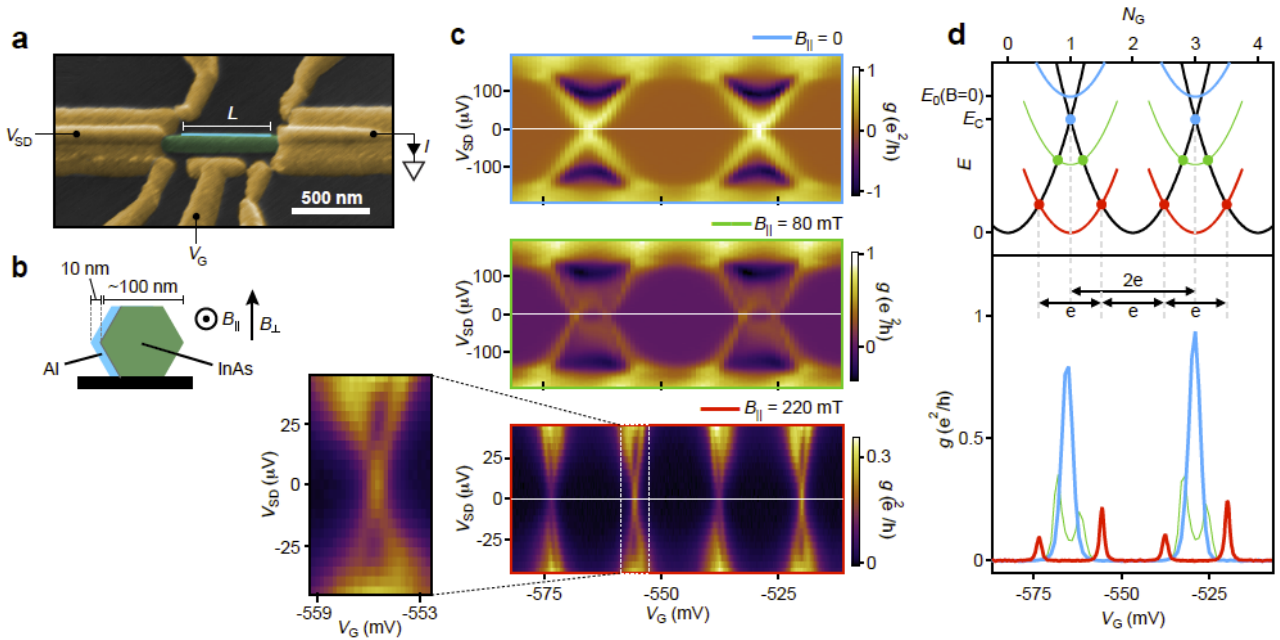 a
L
V_SD
I
500 nm
V_G
b
10 nm
~100 nm
B_||
B_⊥
Al
InAs
c
B_|| = 0
V_SD (μV)
100
0
-100
g (e²/h)
1
0
-1
B_|| = 80 mT
V_SD (μV)
100
0
-100
g (e²/h)
1
0
B_|| = 220 mT
V_SD (μV)
25
0
-25
g (e²/h)
0.3
0
-575
-550
-525
V_G (mV)
V_SD (μV)
25
0
-25
-559
-553
V_G (mV)
d
N_G
0 1 2 3 4
E_0(B=0)
E_C
E
0
2e
e e e
g (e²/h)
1
0.5
0
-575
-550
-525
V_G (mV)